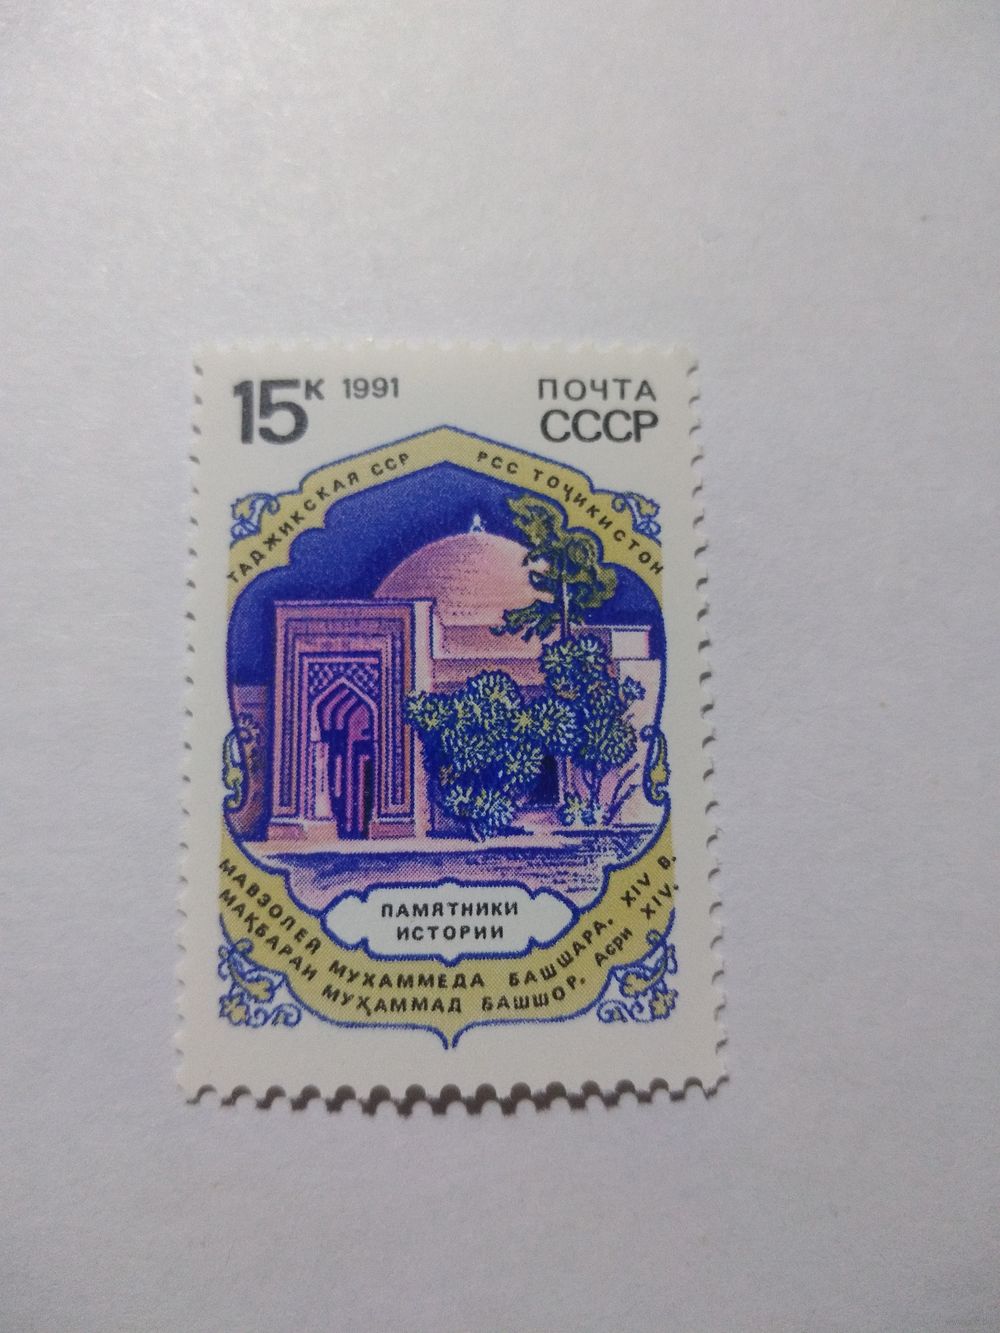 15К 1991
ПОЧТА
СССР
ТАДЖИКСКАЯ ССР
РСС ТОҶИКИСТОН
ПАМЯТНИКИ
ИСТОРИИ
МАВЗОЛЕЙ МУХАММЕДА БАШШАРА. XIV В.
МАҚБАРАИ МУҲАММАД БАШШОР. АСРИ XIV.